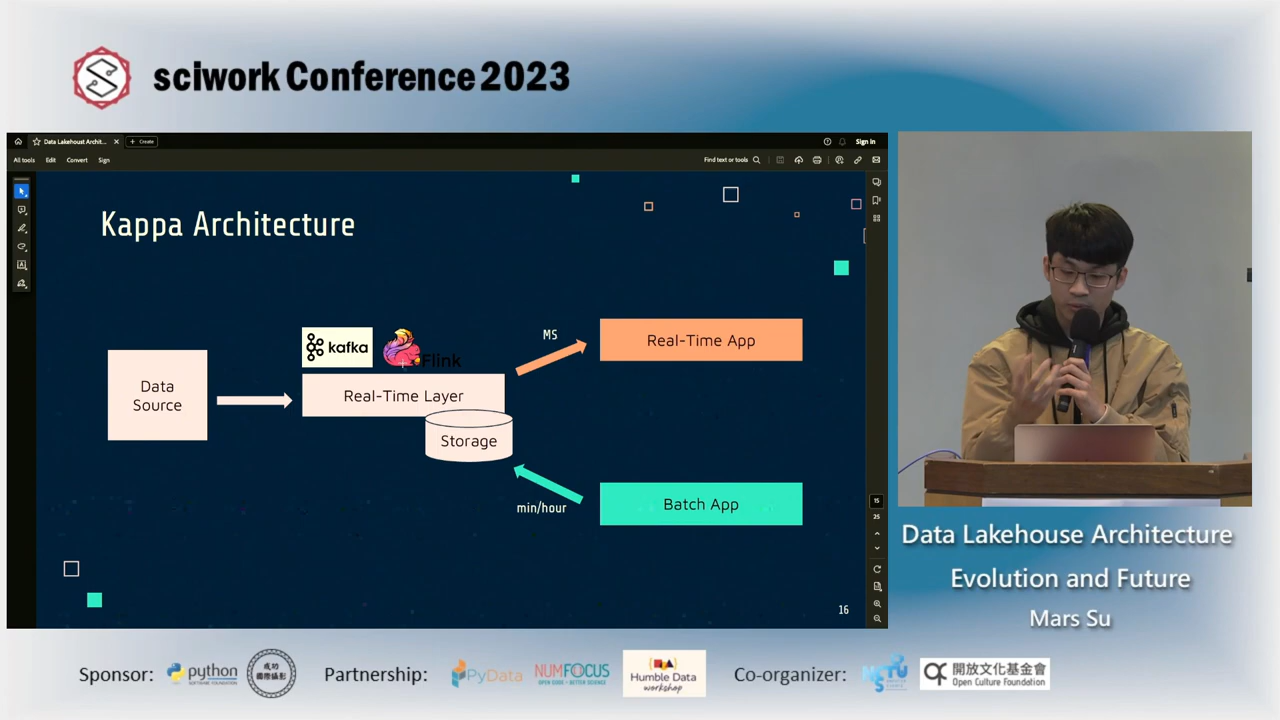 sciwork Conference 2023
Data Lakehoust Archit...
Create
Sign in
All tools
Edit
Convert
Sign
Find text or tools
Kappa Architecture
kafka
Flink
MS
Real-Time App
Data
Source
Real-Time Layer
Storage
min/hour
Batch App
15
25
16
Data Lakehouse Architecture
Evolution and Future
Mars Su
Sponsor:
python
SOFTWARE FOUNDATION
成功
國際攝影
Partnership:
PyData
NUMFOCUS
OPEN CODE = BETTER SCIENCE
Humble Data
workshop
Co-organizer:
開放文化基金會
Open Culture Foundation